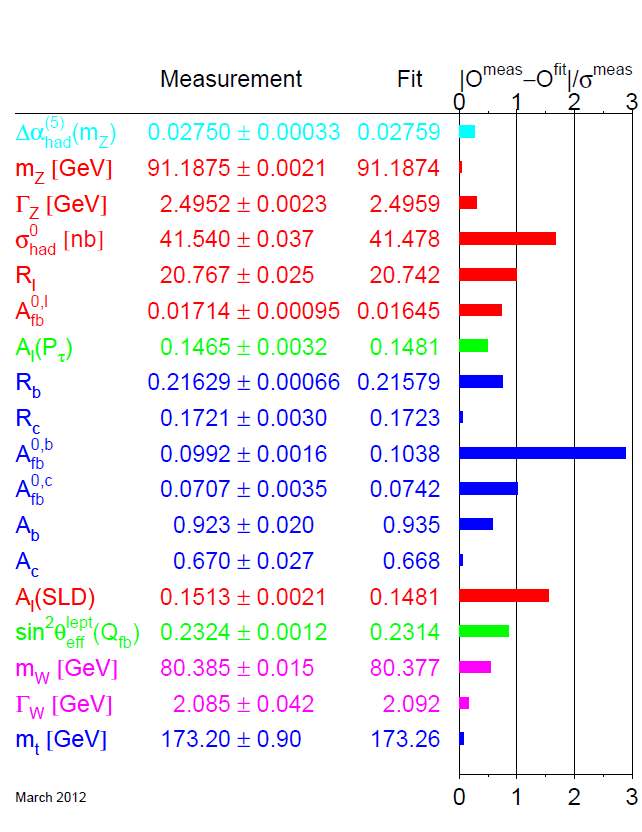 Measurement Fit |O^meas−O^fit|/σ^meas
0 1 2 3
Δα_had^(5)(m_Z) 0.02750 ± 0.00033 0.02759
m_Z [GeV] 91.1875 ± 0.0021 91.1874
Γ_Z [GeV] 2.4952 ± 0.0023 2.4959
σ_had^0 [nb] 41.540 ± 0.037 41.478
R_l 20.767 ± 0.025 20.742
A_fb^0,l 0.01714 ± 0.00095 0.01645
A_l(P_τ) 0.1465 ± 0.0032 0.1481
R_b 0.21629 ± 0.00066 0.21579
R_c 0.1721 ± 0.0030 0.1723
A_fb^0,b 0.0992 ± 0.0016 0.1038
A_fb^0,c 0.0707 ± 0.0035 0.0742
A_b 0.923 ± 0.020 0.935
A_c 0.670 ± 0.027 0.668
A_l(SLD) 0.1513 ± 0.0021 0.1481
sin²θ_eff^lept(Q_fb) 0.2324 ± 0.0012 0.2314
m_W [GeV] 80.385 ± 0.015 80.377
Γ_W [GeV] 2.085 ± 0.042 2.092
m_t [GeV] 173.20 ± 0.90 173.26
March 2012 0 1 2 3